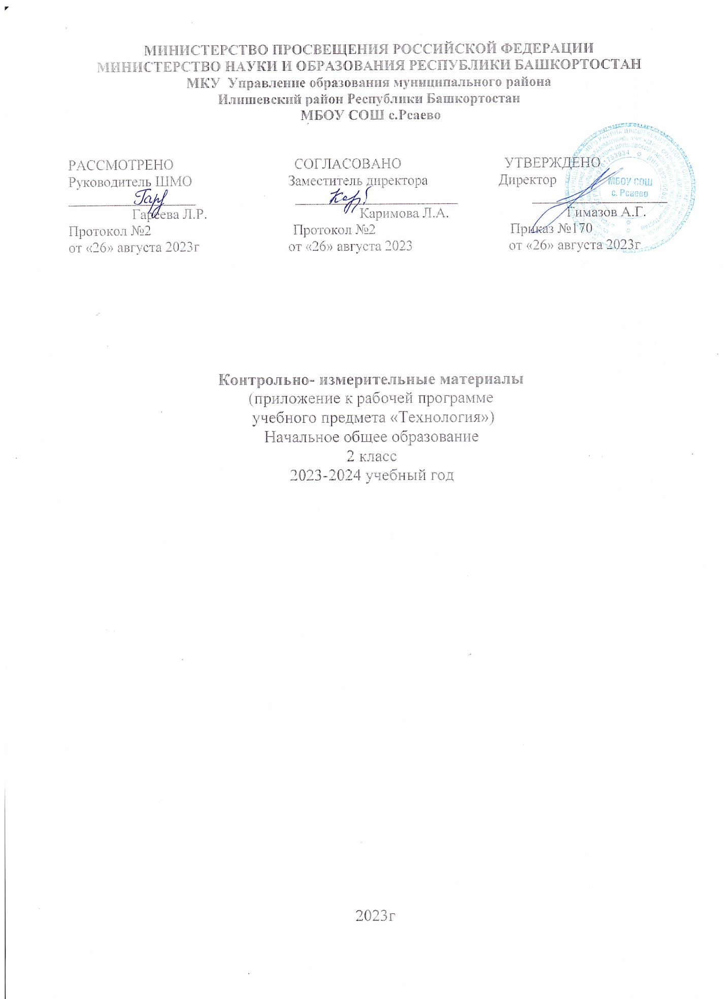 МИНИСТЕРСТВО ПРОСВЕЩЕНИЯ РОССИЙСКОЙ ФЕДЕРАЦИИ
МИНИСТЕРСТВО НАУКИ И ОБРАЗОВАНИЯ РЕСПУБЛИКИ БАШКОРТОСТАН
МКУ Управление образования муниципального района
Илишевский район Республики Башкортостан
МБОУ СОШ с.Рсаево
РАССМОТРЕНО
Руководитель ШМО
Гареева Л.Р.
Протокол №2
от «26» августа 2023г
СОГЛАСОВАНО
Заместитель директора
Каримова Л.А.
Протокол №2
от «26» августа 2023
УТВЕРЖДЕНО
Директор
Гимазов А.Г.
Приказ №170
от «26» августа 2023г
МБОУ СОШ
с. Рсаево
Контрольно- измерительные материалы
(приложение к рабочей программе
учебного предмета «Технология»)
Начальное общее образование
2 класс
2023-2024 учебный год
2023г